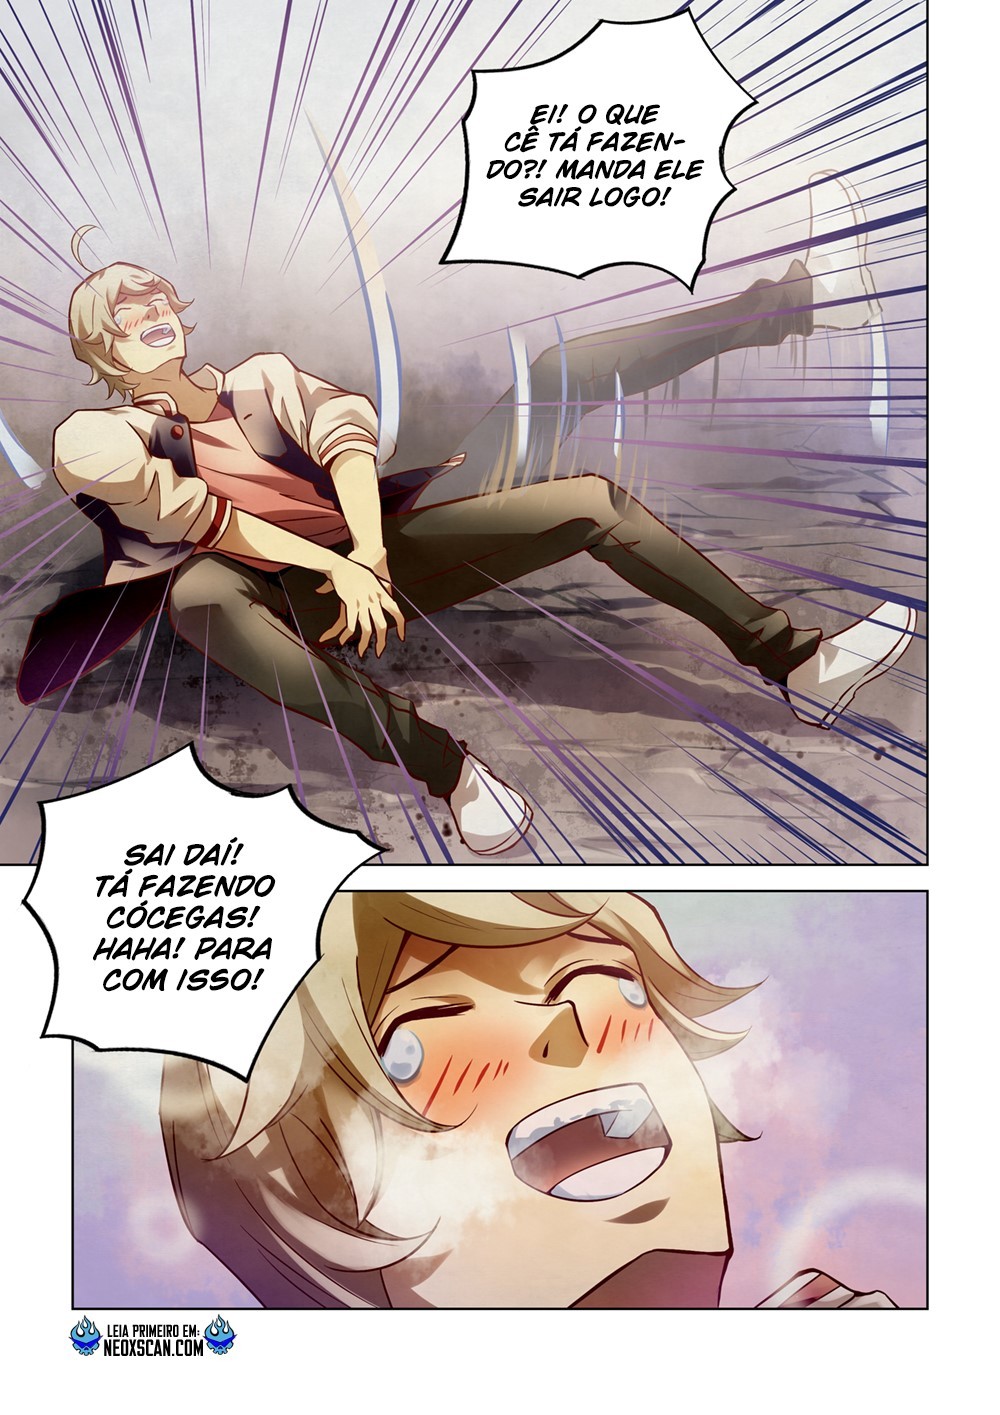 EI! O QUE
CÊ TÁ FAZEN-
DO?! MANDA ELE
SAIR LOGO!
SAI DAÍ!
TÁ FAZENDO
CÓCEGAS!
HAHA! PARA
COM ISSO!
LEIA PRIMEIRO EM:
NEOXSCAN.COM